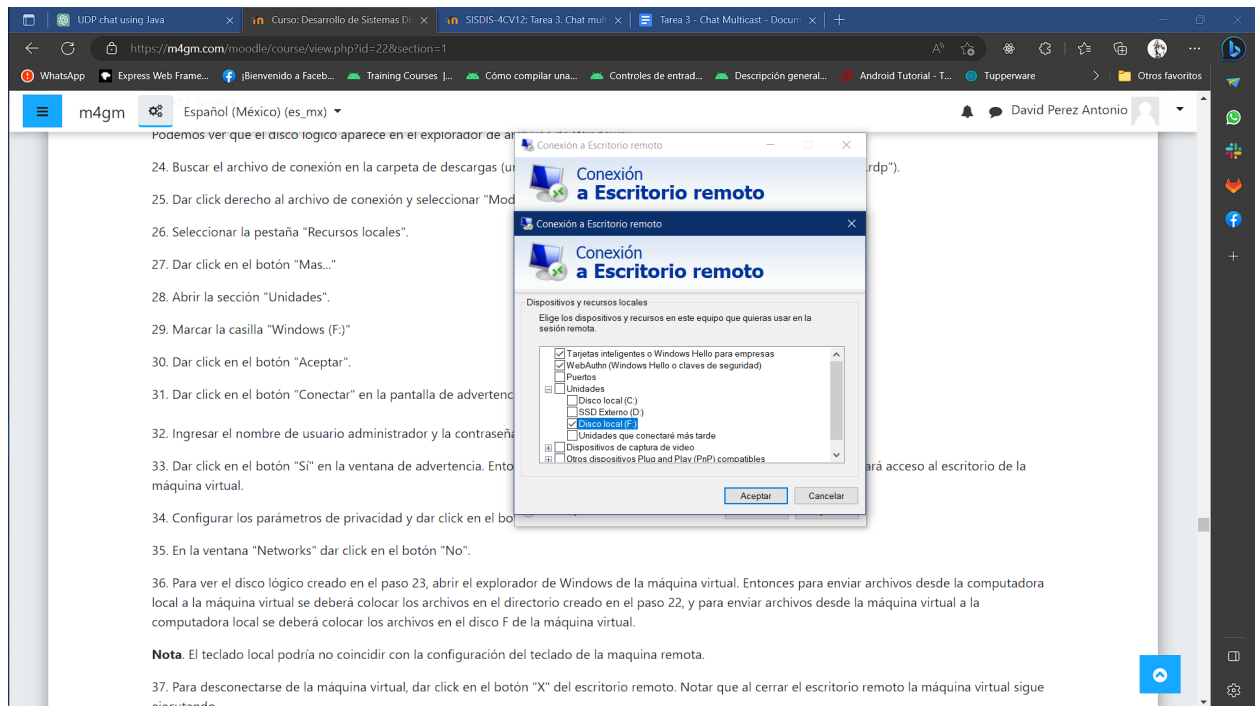 UDP chat using Java
Curso: Desarrollo de Sistemas Di
SISDIS-4CV12: Tarea 3. Chat mult
Tarea 3 - Chat Multicast - Docum
https://m4gm.com/moodle/course/view.php?id=22&section=1
WhatsApp
Express Web Frame...
¡Bienvenido a Faceb...
Training Courses |...
Cómo compilar una...
Controles de entrad...
Descripción general...
Android Tutorial - T...
Tupperware
Otros favoritos
m4gm
Español (México) (es_mx)
David Perez Antonio
Podemos ver que el disco lógico aparece en el explorador de archivos de Windows.
24. Buscar el archivo de conexión en la carpeta de descargas (
.rdp").
25. Dar click derecho al archivo de conexión y seleccionar "Mod
26. Seleccionar la pestaña "Recursos locales".
27. Dar click en el botón "Mas..."
28. Abrir la sección "Unidades".
29. Marcar la casilla "Windows (F:)"
30. Dar click en el botón "Aceptar".
31. Dar click en el botón "Conectar" en la pantalla de advertenc
32. Ingresar el nombre de usuario administrador y la contraseña
33. Dar click en el botón "Sí" en la ventana de advertencia. Ento
ará acceso al escritorio de la
máquina virtual.
34. Configurar los parámetros de privacidad y dar click en el bo
35. En la ventana "Networks" dar click en el botón "No".
36. Para ver el disco lógico creado en el paso 23, abrir el explorador de Windows de la máquina virtual. Entonces para enviar archivos desde la computadora
local a la máquina virtual se deberá colocar los archivos en el directorio creado en el paso 22, y para enviar archivos desde la máquina virtual a la
computadora local se deberá colocar los archivos en el disco F de la máquina virtual.
Nota. El teclado local podría no coincidir con la configuración del teclado de la maquina remota.
37. Para desconectarse de la máquina virtual, dar click en el botón "X" del escritorio remoto. Notar que al cerrar el escritorio remoto la máquina virtual sigue
ejecutando
Conexión a Escritorio remoto
Conexión
a Escritorio remoto
Conexión a Escritorio remoto
Conexión
a Escritorio remoto
Dispositivos y recursos locales
Elige los dispositivos y recursos en este equipo que quieras usar en la
sesión remota.
Tarjetas inteligentes o Windows Hello para empresas
WebAuthn (Windows Hello o claves de seguridad)
Puertos
Unidades
Disco local (C:)
SSD Externo (D:)
Disco local (F:)
Unidades que conectaré más tarde
Dispositivos de captura de video
Otros dispositivos Plug and Play (PnP) compatibles
Aceptar
Cancelar